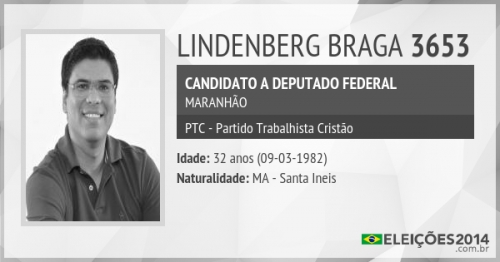 LINDENBERG BRAGA 3653
CANDIDATO A DEPUTADO FEDERAL
MARANHÃO
PTC - Partido Trabalhista Cristão
Idade: 32 anos (09-03-1982)
Naturalidade: MA - Santa Ineis
ELEIÇÕES2014
.com.br